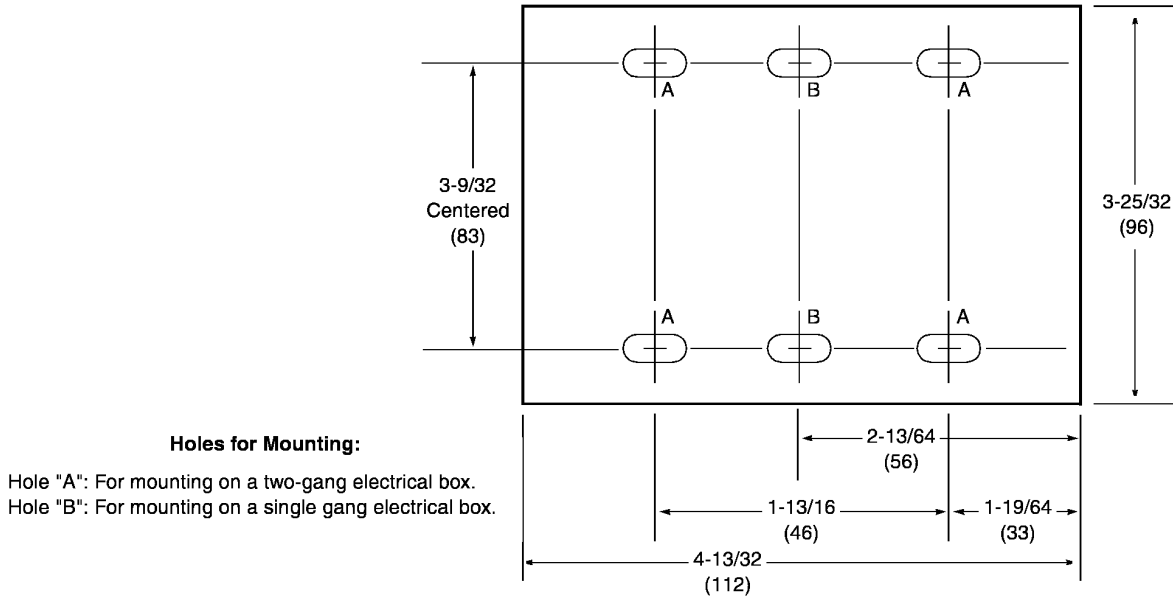 A B A
3-9/32
Centered
(83)
3-25/32
(96)
A B A
2-13/64
(56)
Holes for Mounting:
Hole "A": For mounting on a two-gang electrical box.
Hole "B": For mounting on a single gang electrical box.
1-13/16
(46)
1-19/64
(33)
4-13/32
(112)